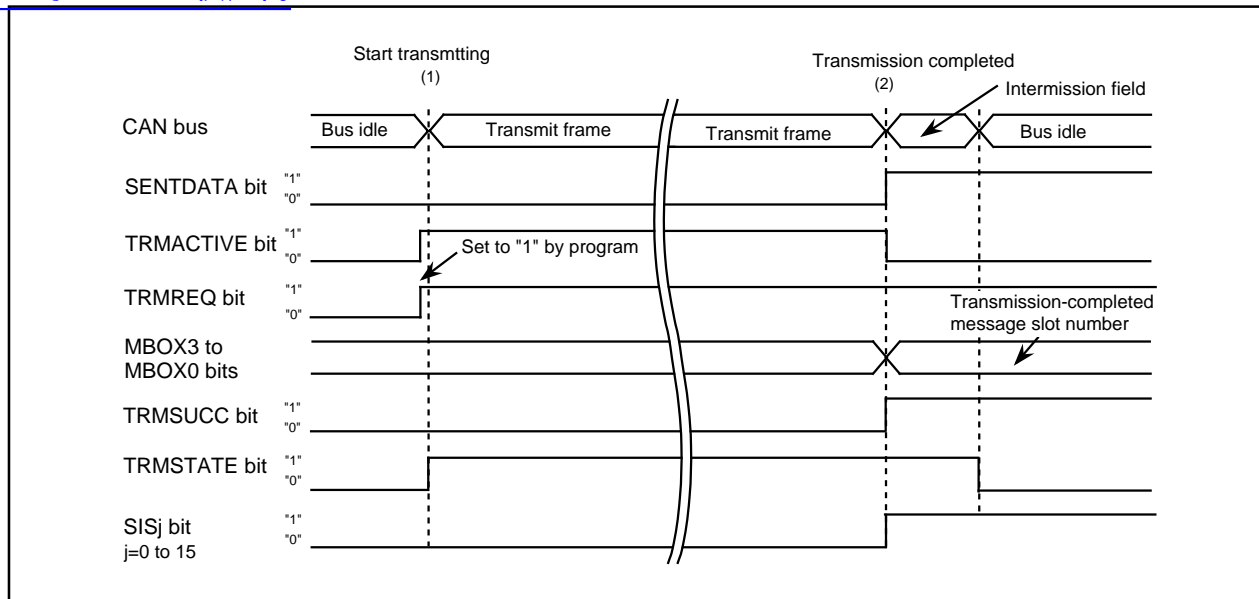 Start transmtting
(1)
Transmission completed
(2)
Intermission field
CAN bus
Bus idle
Transmit frame
Transmit frame
Bus idle
SENTDATA bit
"1"
"0"
TRMACTIVE bit
"1"
"0"
Set to "1" by program
TRMREQ bit
"1"
"0"
Transmission-completed
message slot number
MBOX3 to
MBOX0 bits
TRMSUCC bit
"1"
"0"
TRMSTATE bit
"1"
"0"
SISj bit
"1"
"0"
j=0 to 15